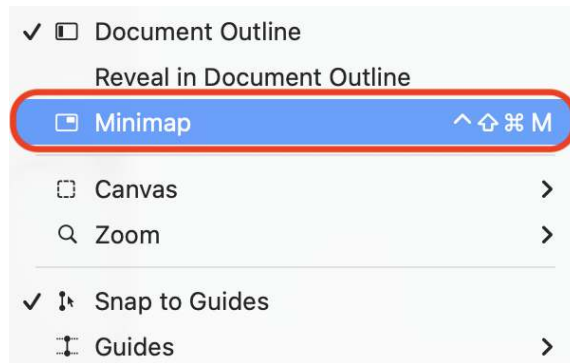 ✓ Document Outline
Reveal in Document Outline
Minimap ^⇧⌘M
Canvas >
Zoom >
✓ Snap to Guides
Guides >